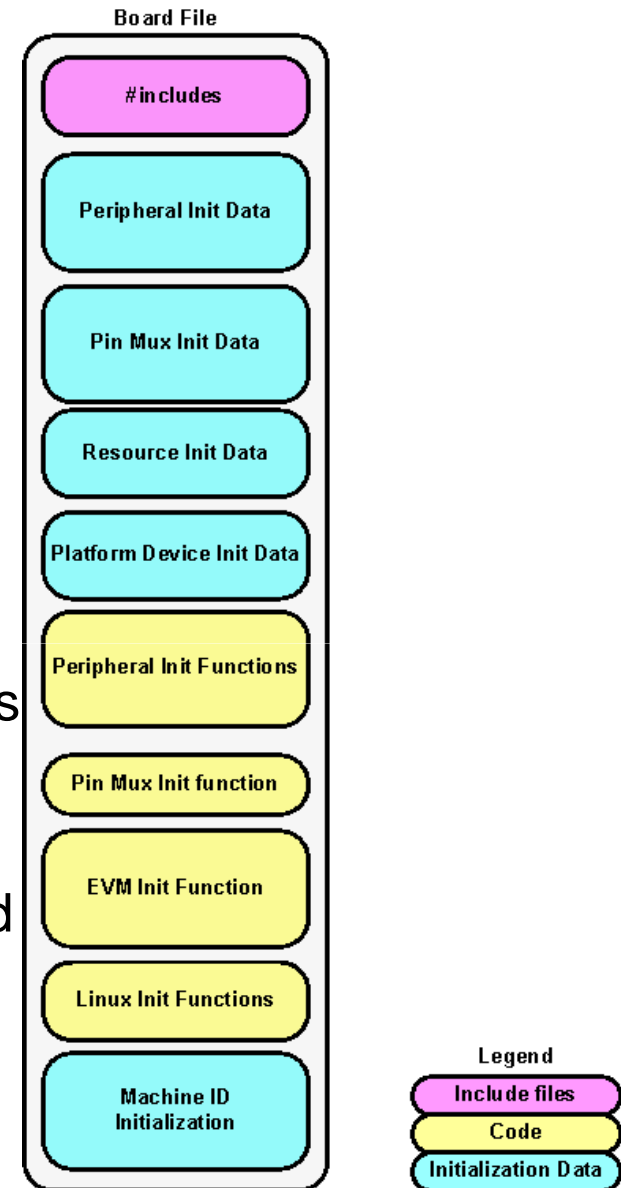 Board File
#includes
Peripheral Init Data
Pin Mux Init Data
Resource Init Data
Platform Device Init Data
Peripheral Init Functions
s
Pin Mux Init function
EVM Init Function
d
Linux Init Functions
Machine ID
Initialization
Legend
Include files
Code
Initialization Data